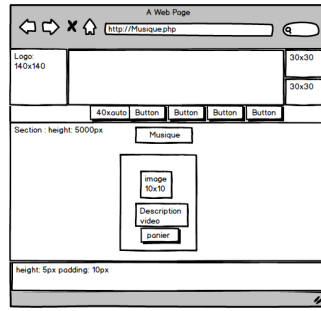 A Web Page
http://Musique.php
Logo:
140x140
30x30
30x30
40xauto Button Button Button Button
Section : height: 5000px
Musique
image
10x10
Description
video
panier
height: 5px padding: 10px